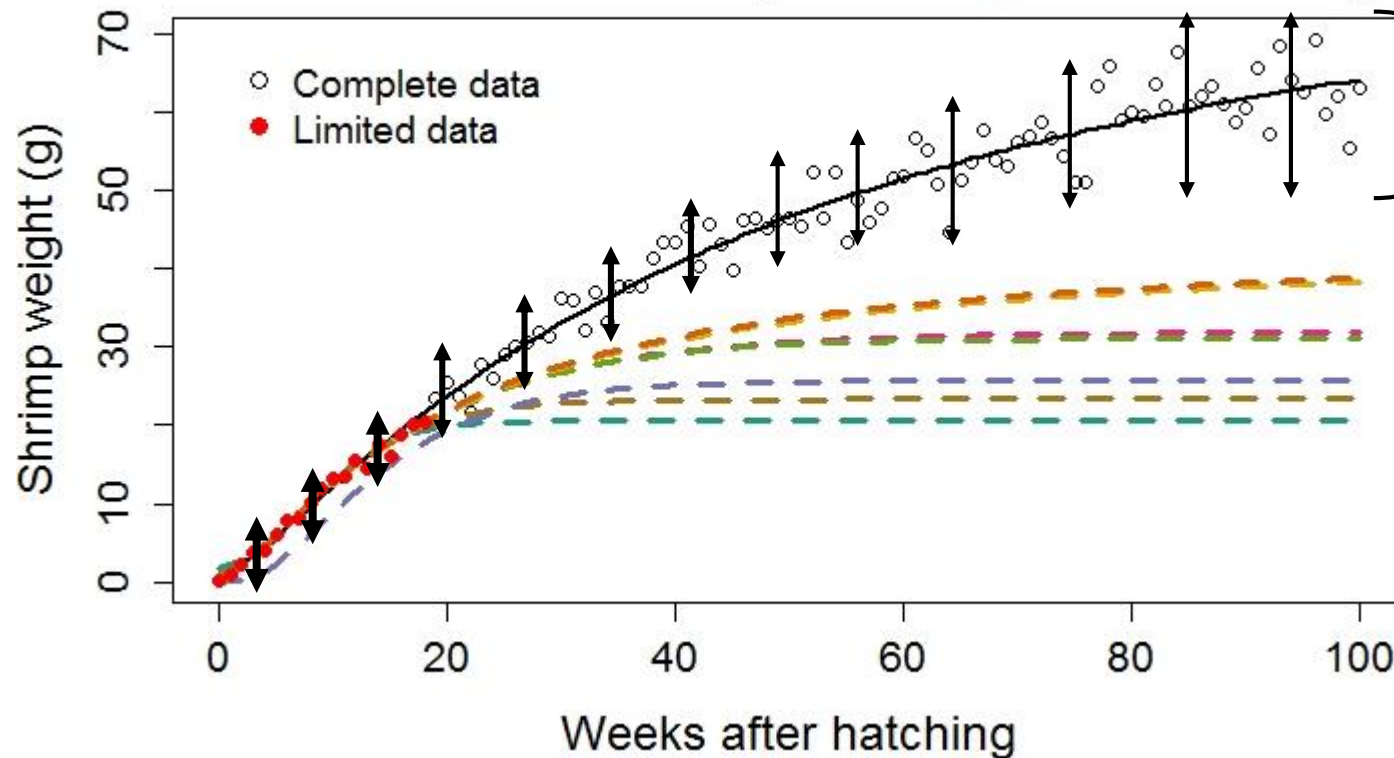 Complete data
Limited data
Shrimp weight (g)
70
50
30
10
0
0 20 40 60 80 100
Weeks after hatching